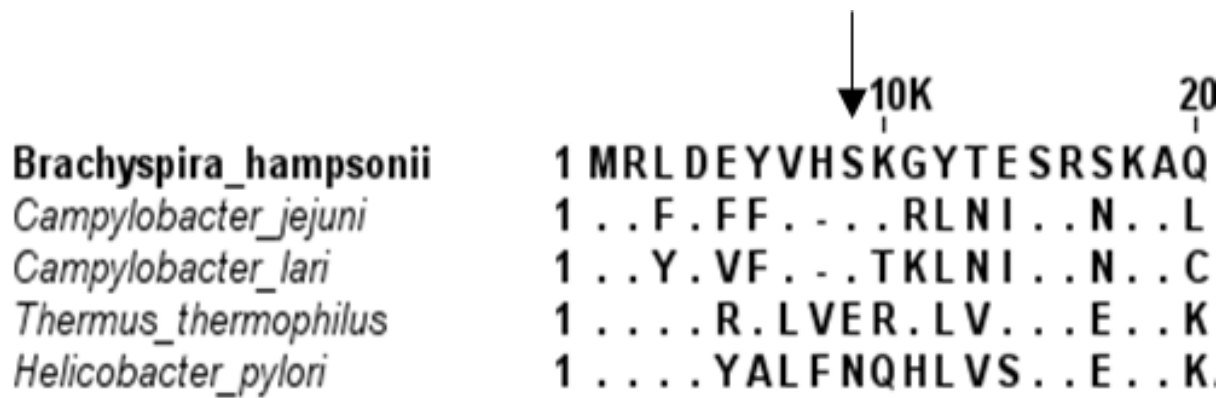 10K 20
Brachyspira_hampsonii 1 MRLDEYVHSKGYTESRSKAQ
Campylobacter_jejuni 1 ..F.FF.-..RLNI..N..L
Campylobacter_lari 1 ..Y.VF.-.TKLNI..N..C
Thermus_thermophilus 1 ....R.LVER.LV...E..K
Helicobacter_pylori 1 ....YALFNQHLVS..E..K.